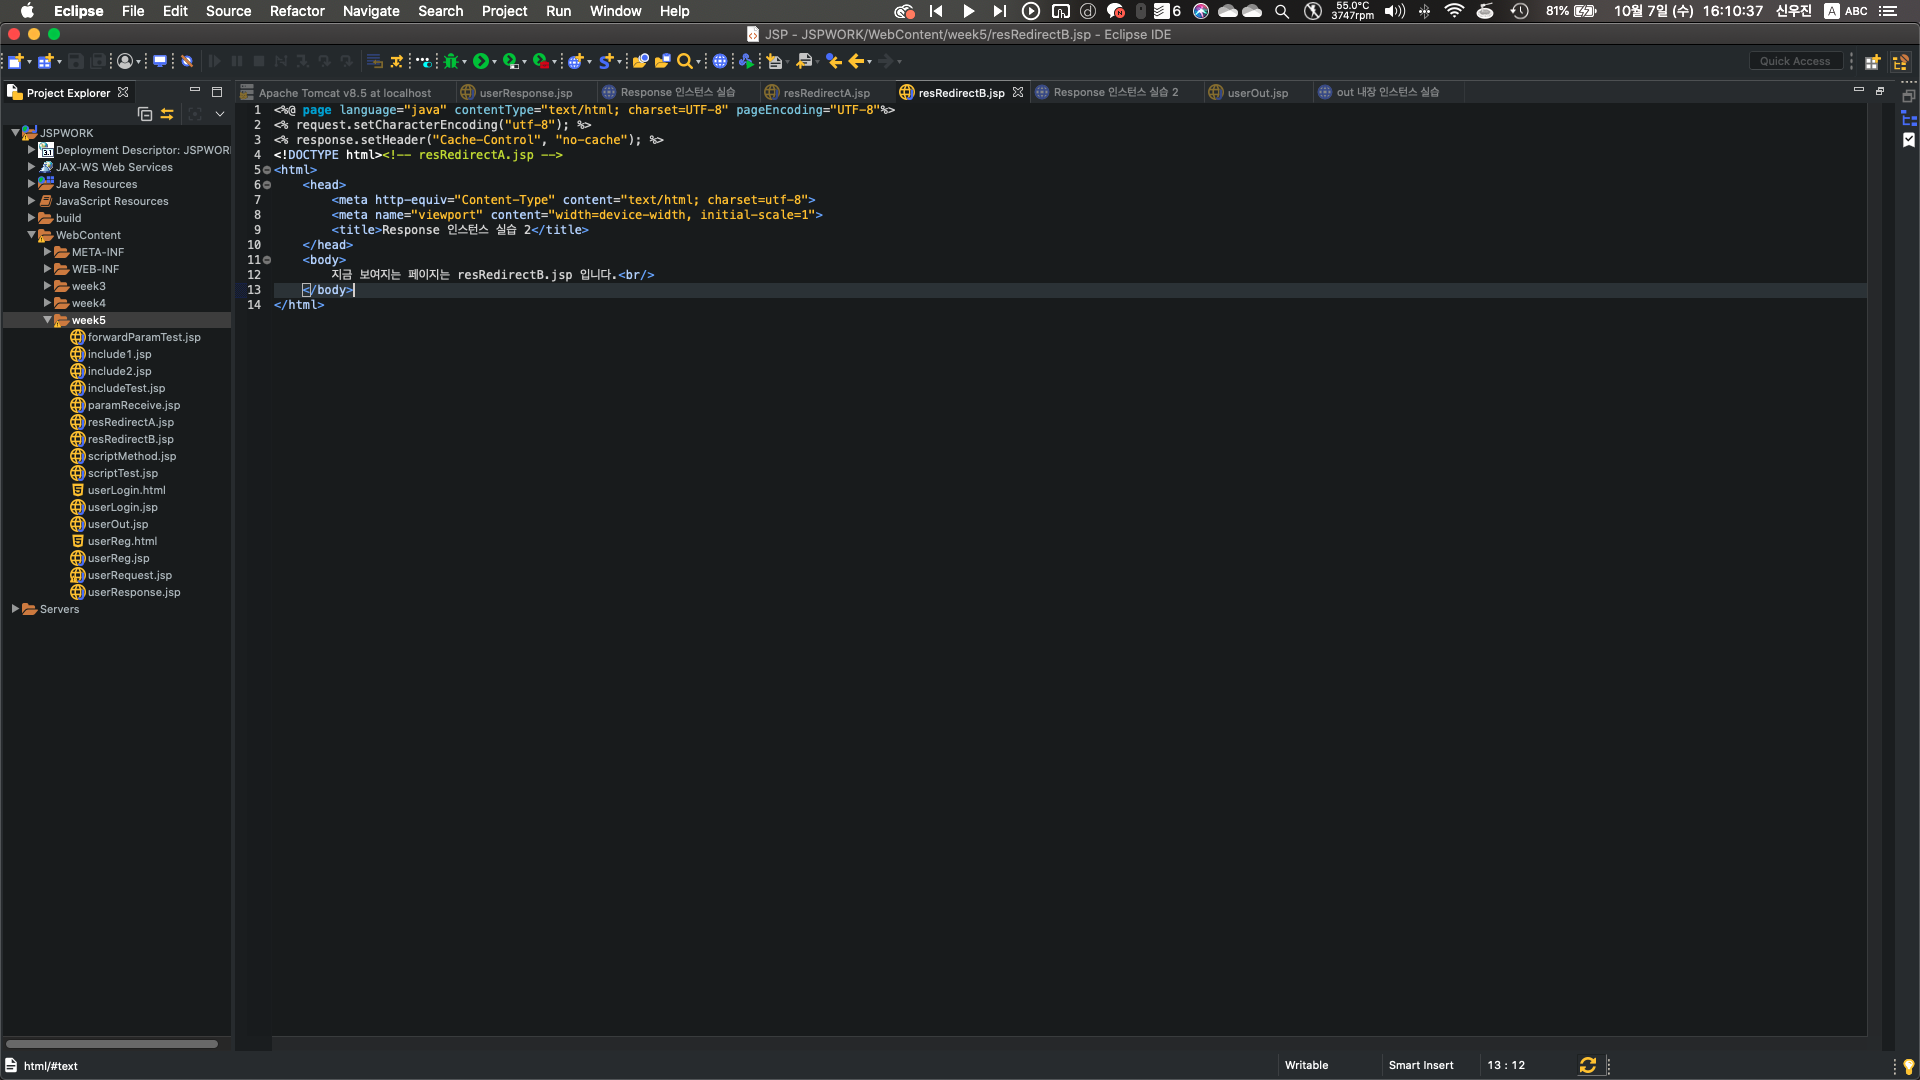 Eclipse File Edit Source Refactor Navigate Search Project Run Window Help 6 55.0°C 3747rpm 81% 10월 7일 (수) 16:10:37 신우진 A ABC
JSP - JSPWORK/WebContent/week5/resRedirectB.jsp - Eclipse IDE
Quick Access
Project Explorer
Apache Tomcat v8.5 at localhost userResponse.jsp Response 인스턴스 실습 resRedirectA.jsp resRedirectB.jsp Response 인스턴스 실습 2 userOut.jsp out 내장 인스턴스 실습
JSPWORK
Deployment Descriptor: JSPWORK
JAX-WS Web Services
Java Resources
JavaScript Resources
build
WebContent
META-INF
WEB-INF
week3
week4
week5
forwardParamTest.jsp
include1.jsp
include2.jsp
includeTest.jsp
paramReceive.jsp
resRedirectA.jsp
resRedirectB.jsp
scriptMethod.jsp
scriptTest.jsp
userLogin.html
userLogin.jsp
userOut.jsp
userReg.html
userReg.jsp
userRequest.jsp
userResponse.jsp
Servers
1 <%@ page language="java" contentType="text/html; charset=UTF-8" pageEncoding="UTF-8"%>
2 <% request.setCharacterEncoding("utf-8"); %>
3 <% response.setHeader("Cache-Control", "no-cache"); %>
4 <!DOCTYPE html><!-- resRedirectA.jsp -->
5 <html>
6 <head>
7 <meta http-equiv="Content-Type" content="text/html; charset=utf-8">
8 <meta name="viewport" content="width=device-width, initial-scale=1">
9 <title>Response 인스턴스 실습 2</title>
10 </head>
11 <body>
12 지금 보여지는 페이지는 resRedirectB.jsp 입니다.<br/>
13 </body>
14 </html>
html/#text Writable Smart Insert 13 : 12